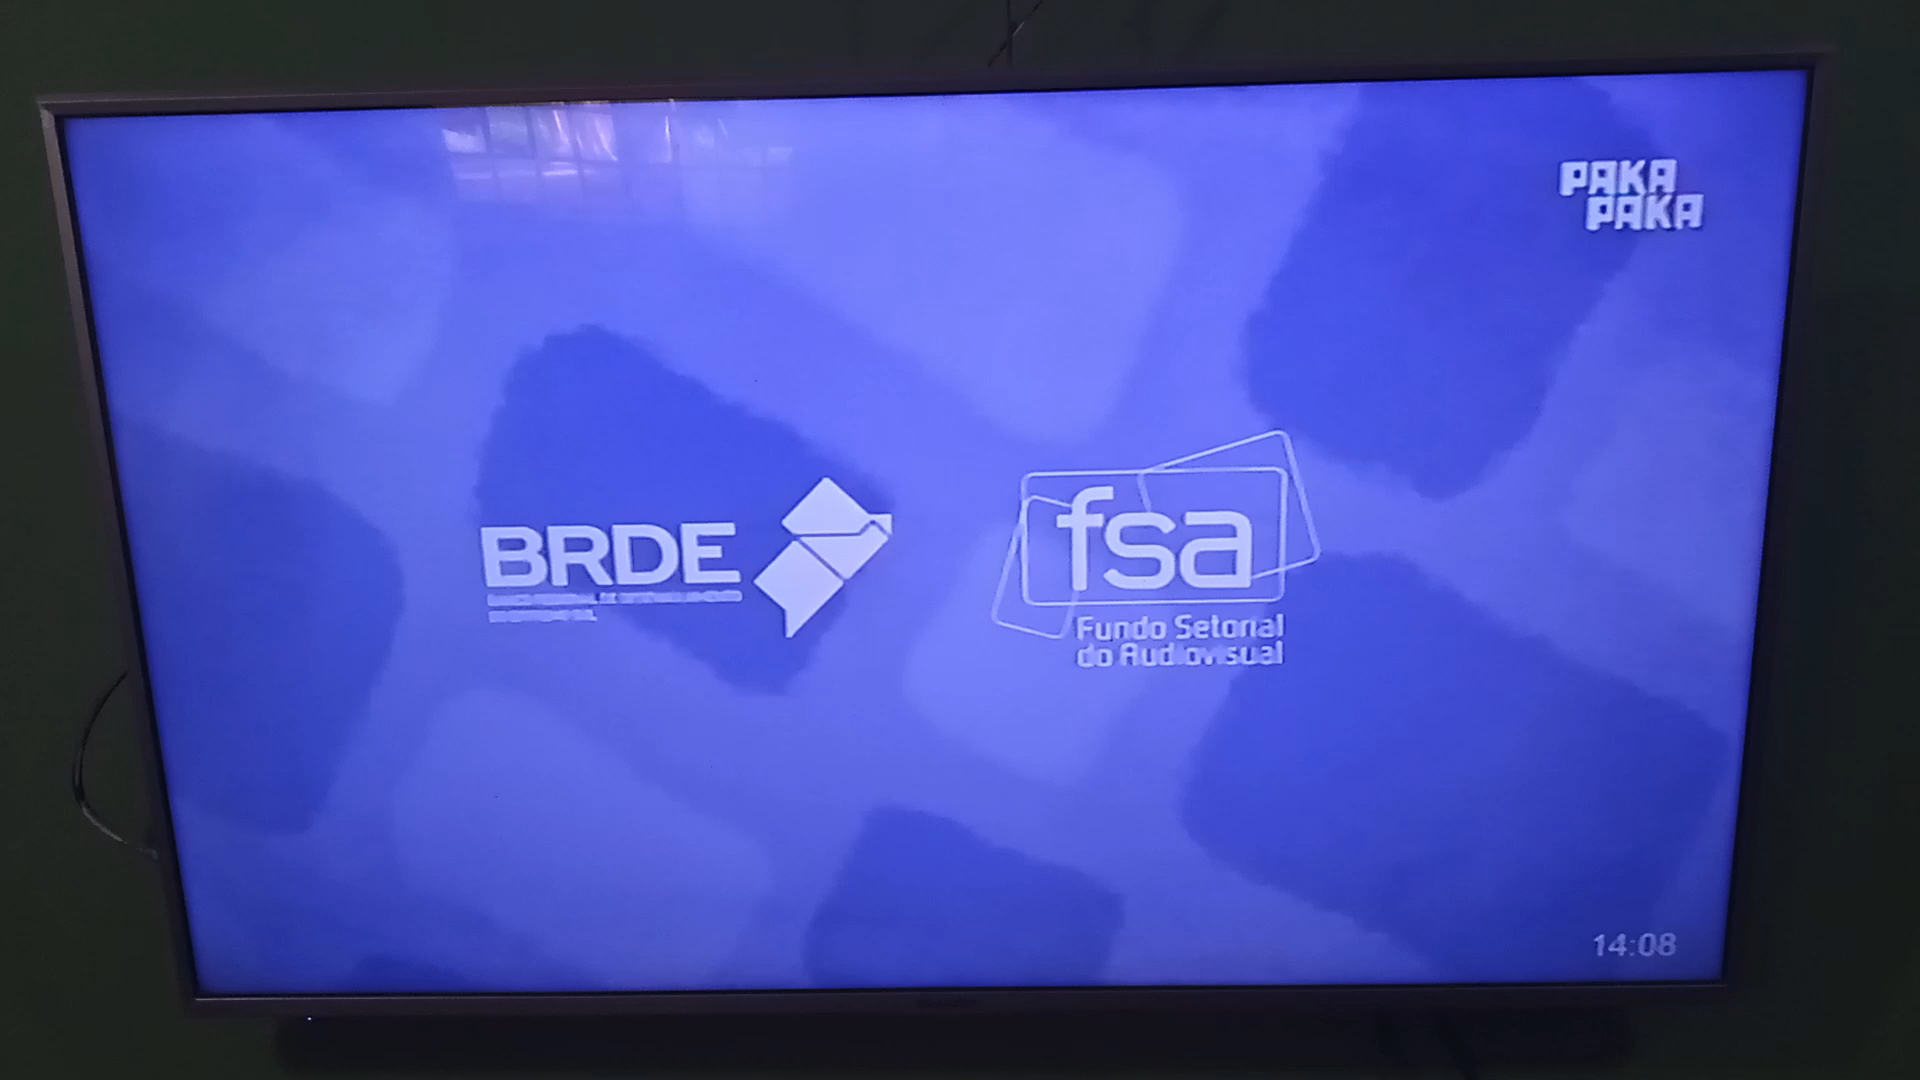 PAKA
PAKA
BRDE
fsa
Fundo Setorial
do Audiovisual
14:08